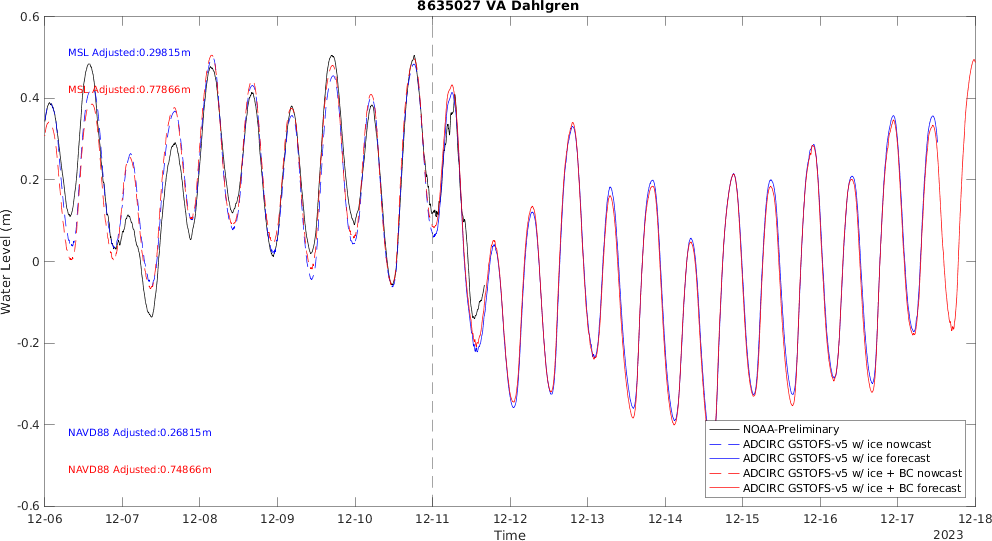 8635027 VA Dahlgren
0.6
0.4
0.2
0
-0.2
-0.4
-0.6
Water Level (m)
MSL Adjusted:0.29815m
MSL Adjusted:0.77866m
NAVD88 Adjusted:0.26815m
NAVD88 Adjusted:0.74866m
NOAA-Preliminary
ADCIRC GSTOFS-v5 w/ ice nowcast
ADCIRC GSTOFS-v5 w/ ice forecast
ADCIRC GSTOFS-v5 w/ ice + BC nowcast
ADCIRC GSTOFS-v5 w/ ice + BC forecast
12-06 12-07 12-08 12-09 12-10 12-11 12-12 12-13 12-14 12-15 12-16 12-17 12-18
Time
2023